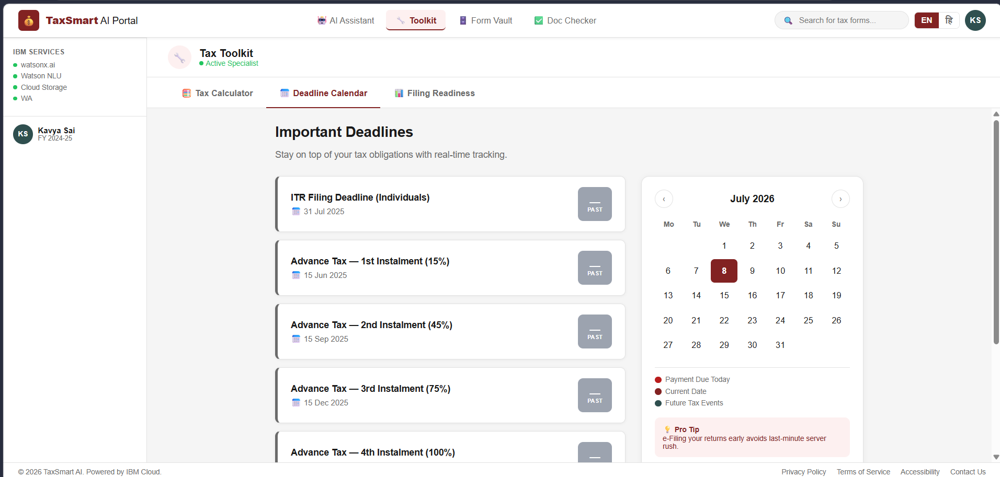 TaxSmart AI Portal
AI Assistant
Toolkit
Form Vault
Doc Checker
Search for tax forms...
EN
हि
KS
IBM SERVICES
watsonx.ai
Watson NLU
Cloud Storage
WA
KS
Kavya Sai
FY 2024-25
Tax Toolkit
Active Specialist
Tax Calculator
Deadline Calendar
Filing Readiness
Important Deadlines
Stay on top of your tax obligations with real-time tracking.
ITR Filing Deadline (Individuals)
31 Jul 2025
—
PAST
Advance Tax — 1st Instalment (15%)
15 Jun 2025
—
PAST
Advance Tax — 2nd Instalment (45%)
15 Sep 2025
—
PAST
Advance Tax — 3rd Instalment (75%)
15 Dec 2025
—
PAST
Advance Tax — 4th Instalment (100%)
—
‹
July 2026
›
Mo Tu We Th Fr Sa Su
1 2 3 4 5
6 7 8 9 10 11 12
13 14 15 16 17 18 19
20 21 22 23 24 25 26
27 28 29 30 31
Payment Due Today
Current Date
Future Tax Events
Pro Tip
e-Filing your returns early avoids last-minute server
rush.
© 2026 TaxSmart AI. Powered by IBM Cloud.
Privacy Policy
Terms of Service
Accessibility
Contact Us